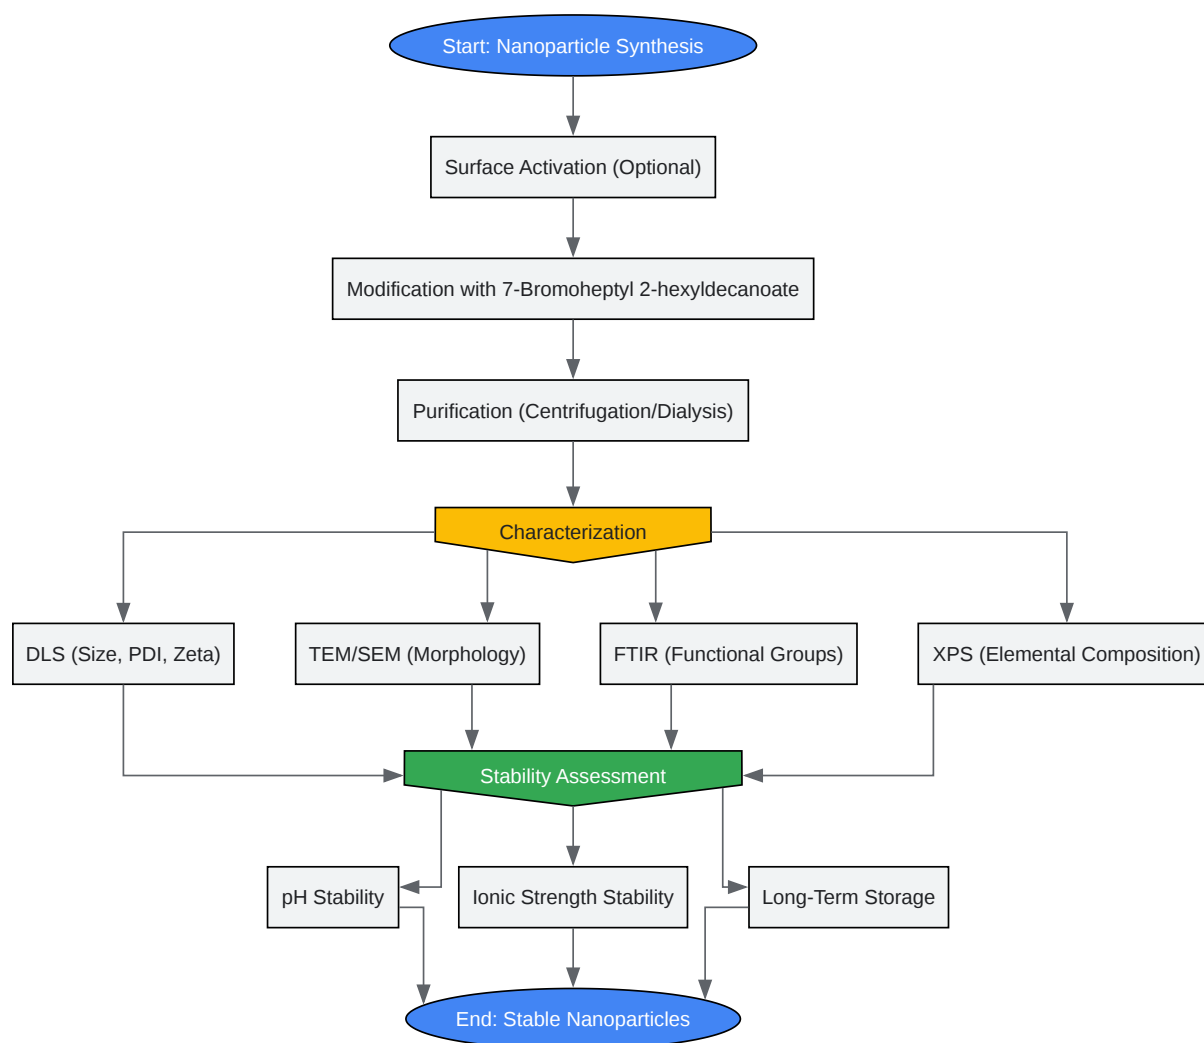 Start: Nanoparticle Synthesis
Surface Activation (Optional)
Modification with 7-Bromoheptyl 2-hexyldecanoate
Purification (Centrifugation/Dialysis)
Characterization
DLS (Size, PDI, Zeta)
TEM/SEM (Morphology)
FTIR (Functional Groups)
XPS (Elemental Composition)
Stability Assessment
pH Stability
Ionic Strength Stability
Long-Term Storage
End: Stable Nanoparticles